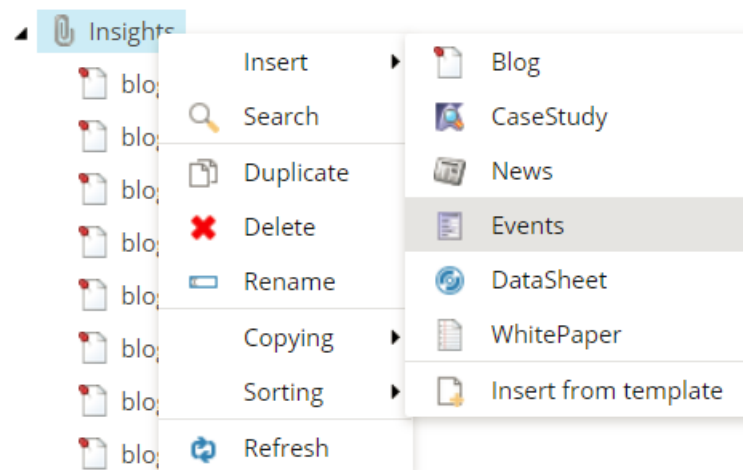 Insights
Insert
Search
Duplicate
Delete
Rename
Copying
Sorting
Refresh
Blog
CaseStudy
News
Events
DataSheet
WhitePaper
Insert from template